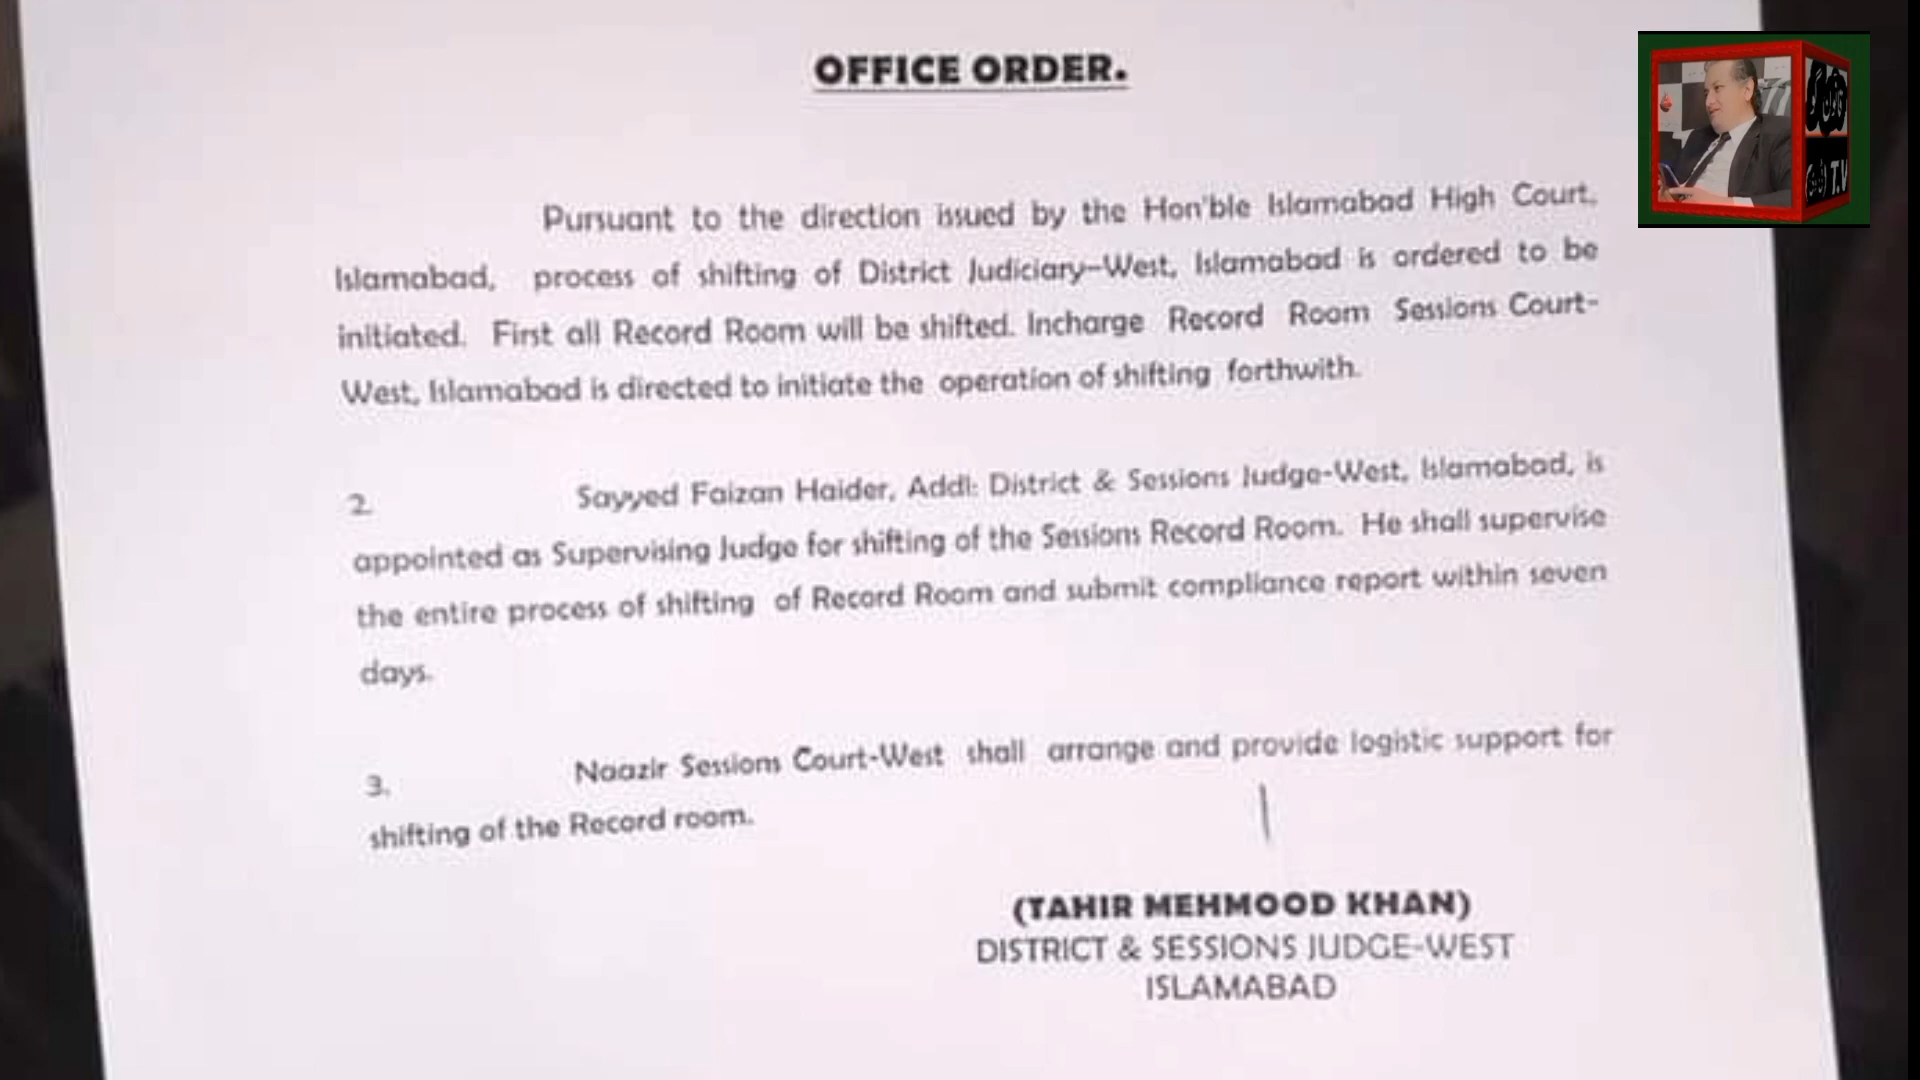 OFFICE ORDER.
Pursuant to the direction issued by the Hon'ble Islamabad High Court,
Islamabad, process of shifting of District Judiciary–West, Islamabad is ordered to be
initiated. First all Record Room will be shifted. Incharge Record Room Sessions Court-
West, Islamabad is directed to initiate the operation of shifting forthwith.
2. Sayyed Faizan Haider, Addl: District & Sessions Judge-West, Islamabad, is
appointed as Supervising Judge for shifting of the Sessions Record Room. He shall supervise
the entire process of shifting of Record Room and submit compliance report within seven
days.
3. Naazir Sessions Court-West shall arrange and provide logistic support for
shifting of the Record room.
(TAHIR MEHMOOD KHAN)
DISTRICT & SESSIONS JUDGE-WEST
ISLAMABAD
T.V